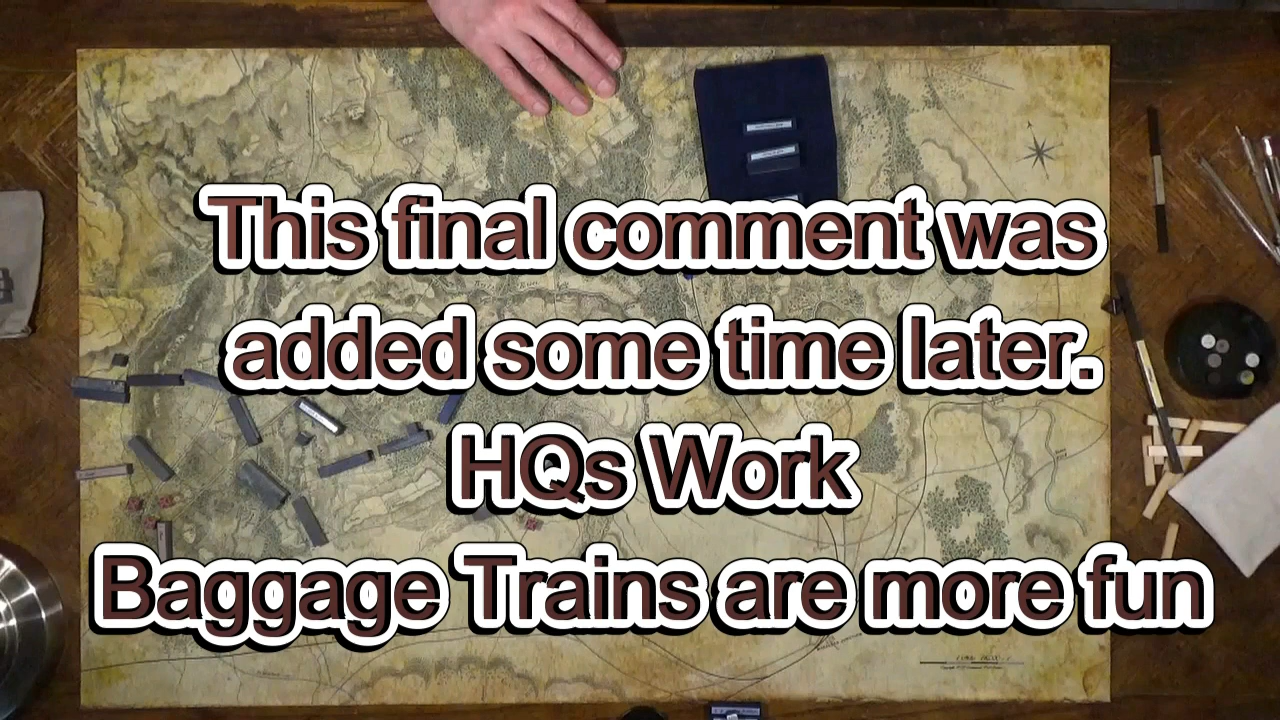 This final comment was
added some time later.
HQs Work
Baggage Trains are more fun